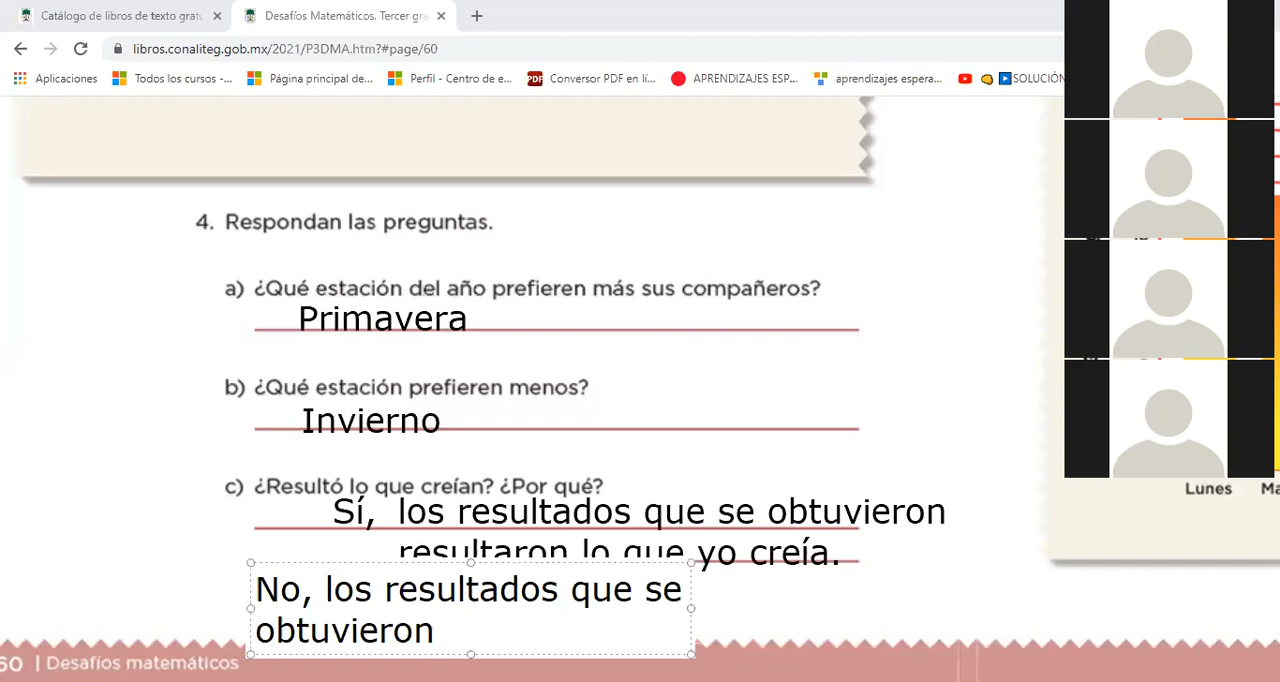 Catálogo de libros de texto gratu
Desafíos Matemáticos. Tercer gra
libros.conaliteg.gob.mx/2021/P3DMA.htm?#page/60
Aplicaciones
Todos los cursos -...
Página principal de...
Perfil - Centro de e...
PDF
Conversor PDF en lí...
APRENDIZAJES ESP...
aprendizajes espera...
SOLUCIÓN
4. Respondan las preguntas.
a) ¿Qué estación del año prefieren más sus compañeros?
Primavera
b) ¿Qué estación prefieren menos?
Invierno
c) ¿Resultó lo que creían? ¿Por qué?
Sí, los resultados que se obtuvieron
resultaron lo que yo creía.
No, los resultados que se
obtuvieron
Lunes Ma
60 | Desafíos matemáticos